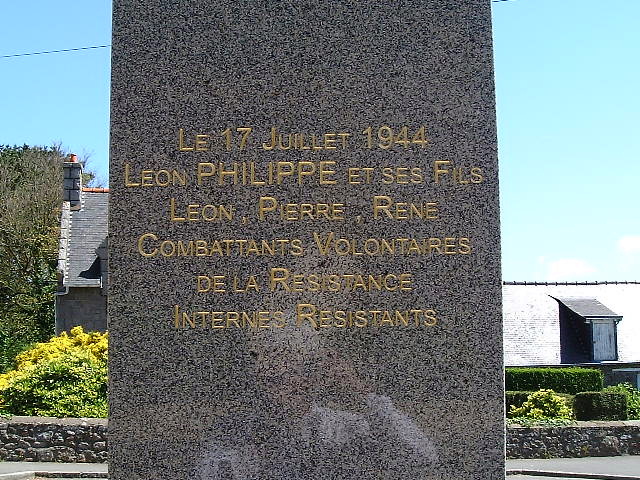 Le 17 Juillet 1944
Leon PHILIPPE et ses Fils
Leon, Pierre, Rene
Combattants Volontaires
de la Resistance
Internes Resistants